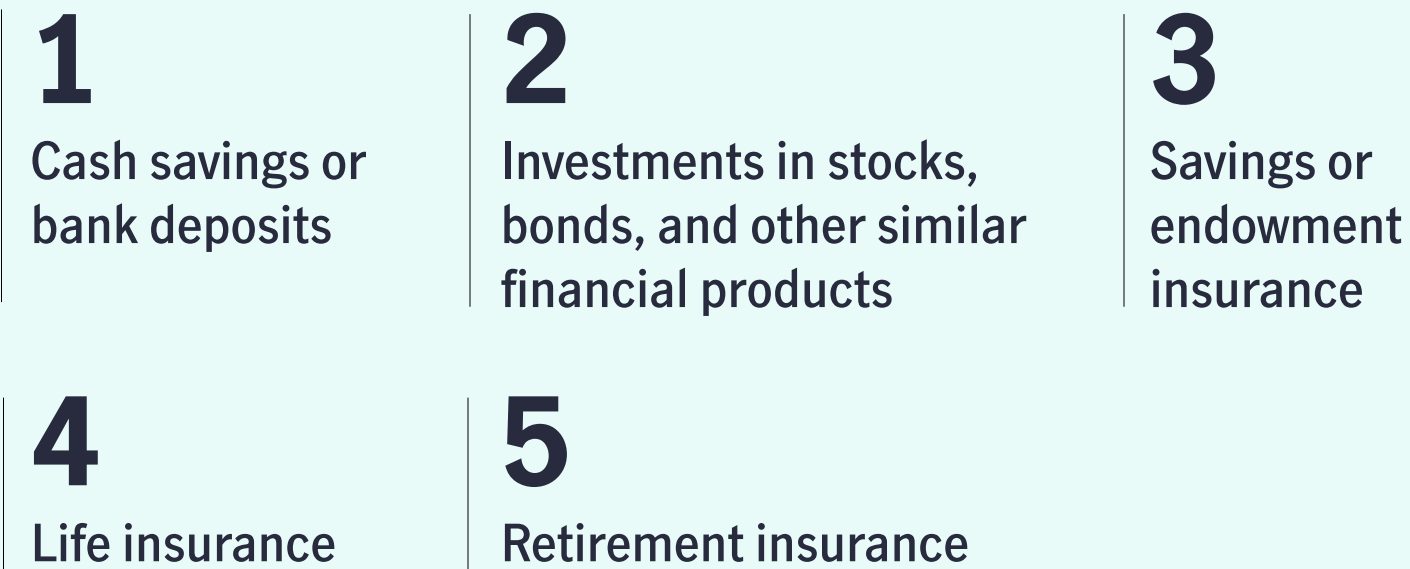 1
Cash savings or
bank deposits
2
Investments in stocks,
bonds, and other similar
financial products
3
Savings or
endowment
insurance
4
Life insurance
5
Retirement insurance